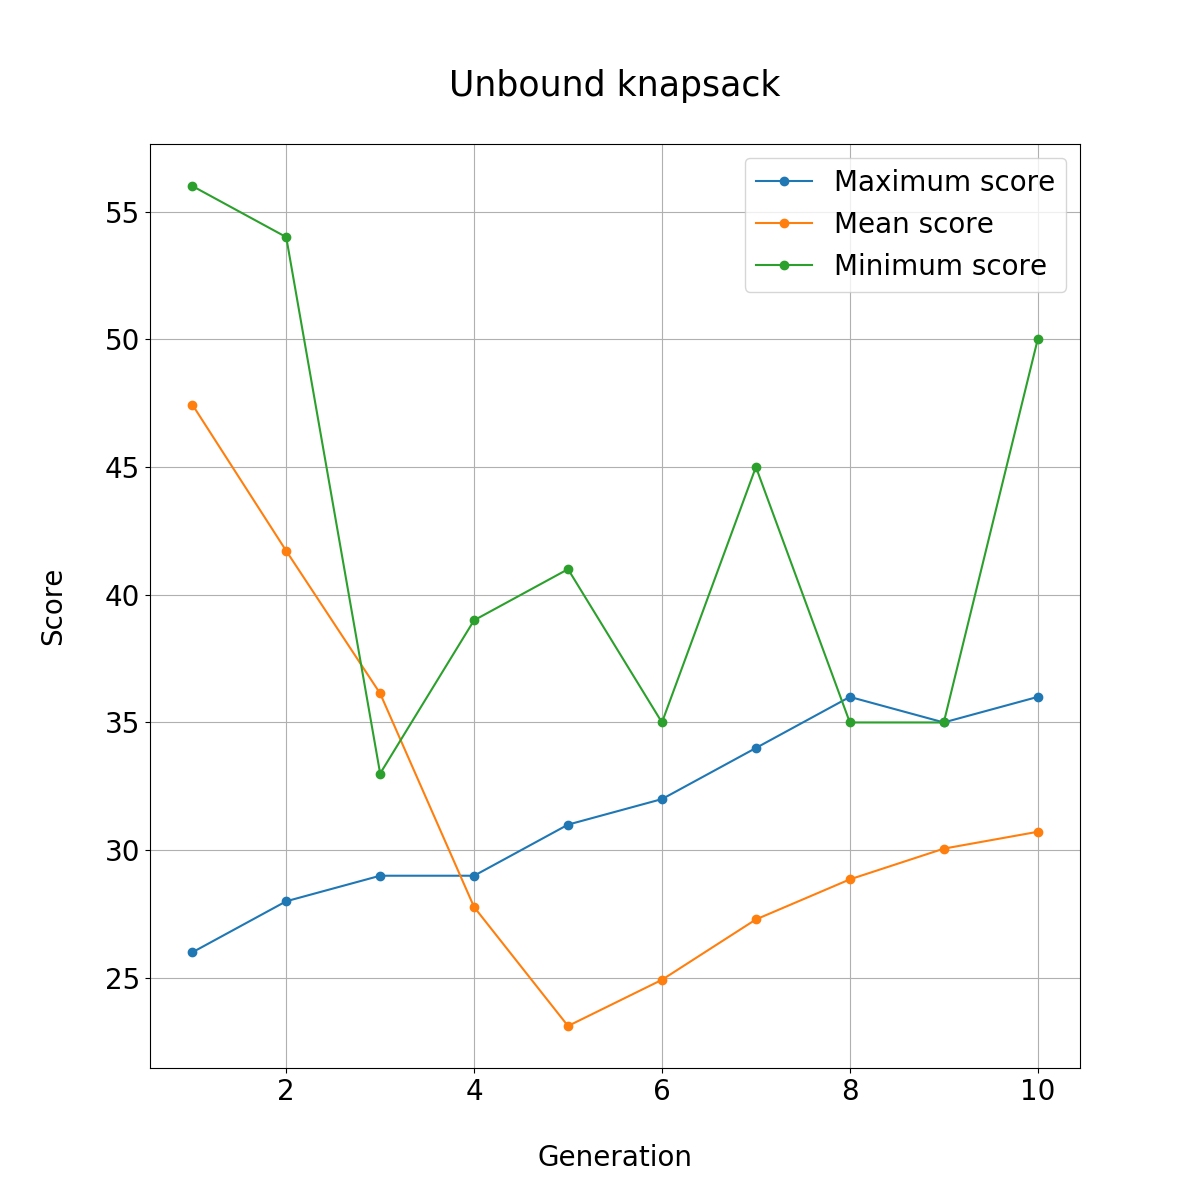 Unbound knapsack
Maximum score
Mean score
Minimum score
55
50
45
40
35
30
25
Score
2 4 6 8 10
Generation